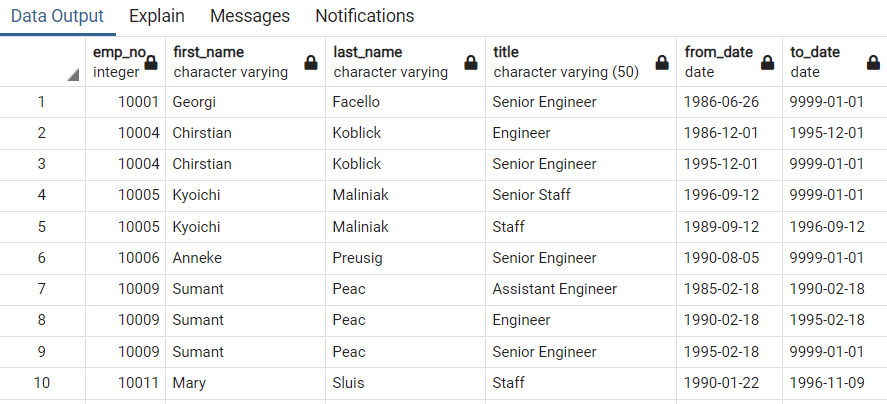 Data Output Explain Messages Notifications
emp_no first_name last_name title from_date to_date
integer character varying character varying character varying (50) date date
1 10001 Georgi Facello Senior Engineer 1986-06-26 9999-01-01
2 10004 Chirstian Koblick Engineer 1986-12-01 1995-12-01
3 10004 Chirstian Koblick Senior Engineer 1995-12-01 9999-01-01
4 10005 Kyoichi Maliniak Senior Staff 1996-09-12 9999-01-01
5 10005 Kyoichi Maliniak Staff 1989-09-12 1996-09-12
6 10006 Anneke Preusig Senior Engineer 1990-08-05 9999-01-01
7 10009 Sumant Peac Assistant Engineer 1985-02-18 1990-02-18
8 10009 Sumant Peac Engineer 1990-02-18 1995-02-18
9 10009 Sumant Peac Senior Engineer 1995-02-18 9999-01-01
10 10011 Mary Sluis Staff 1990-01-22 1996-11-09